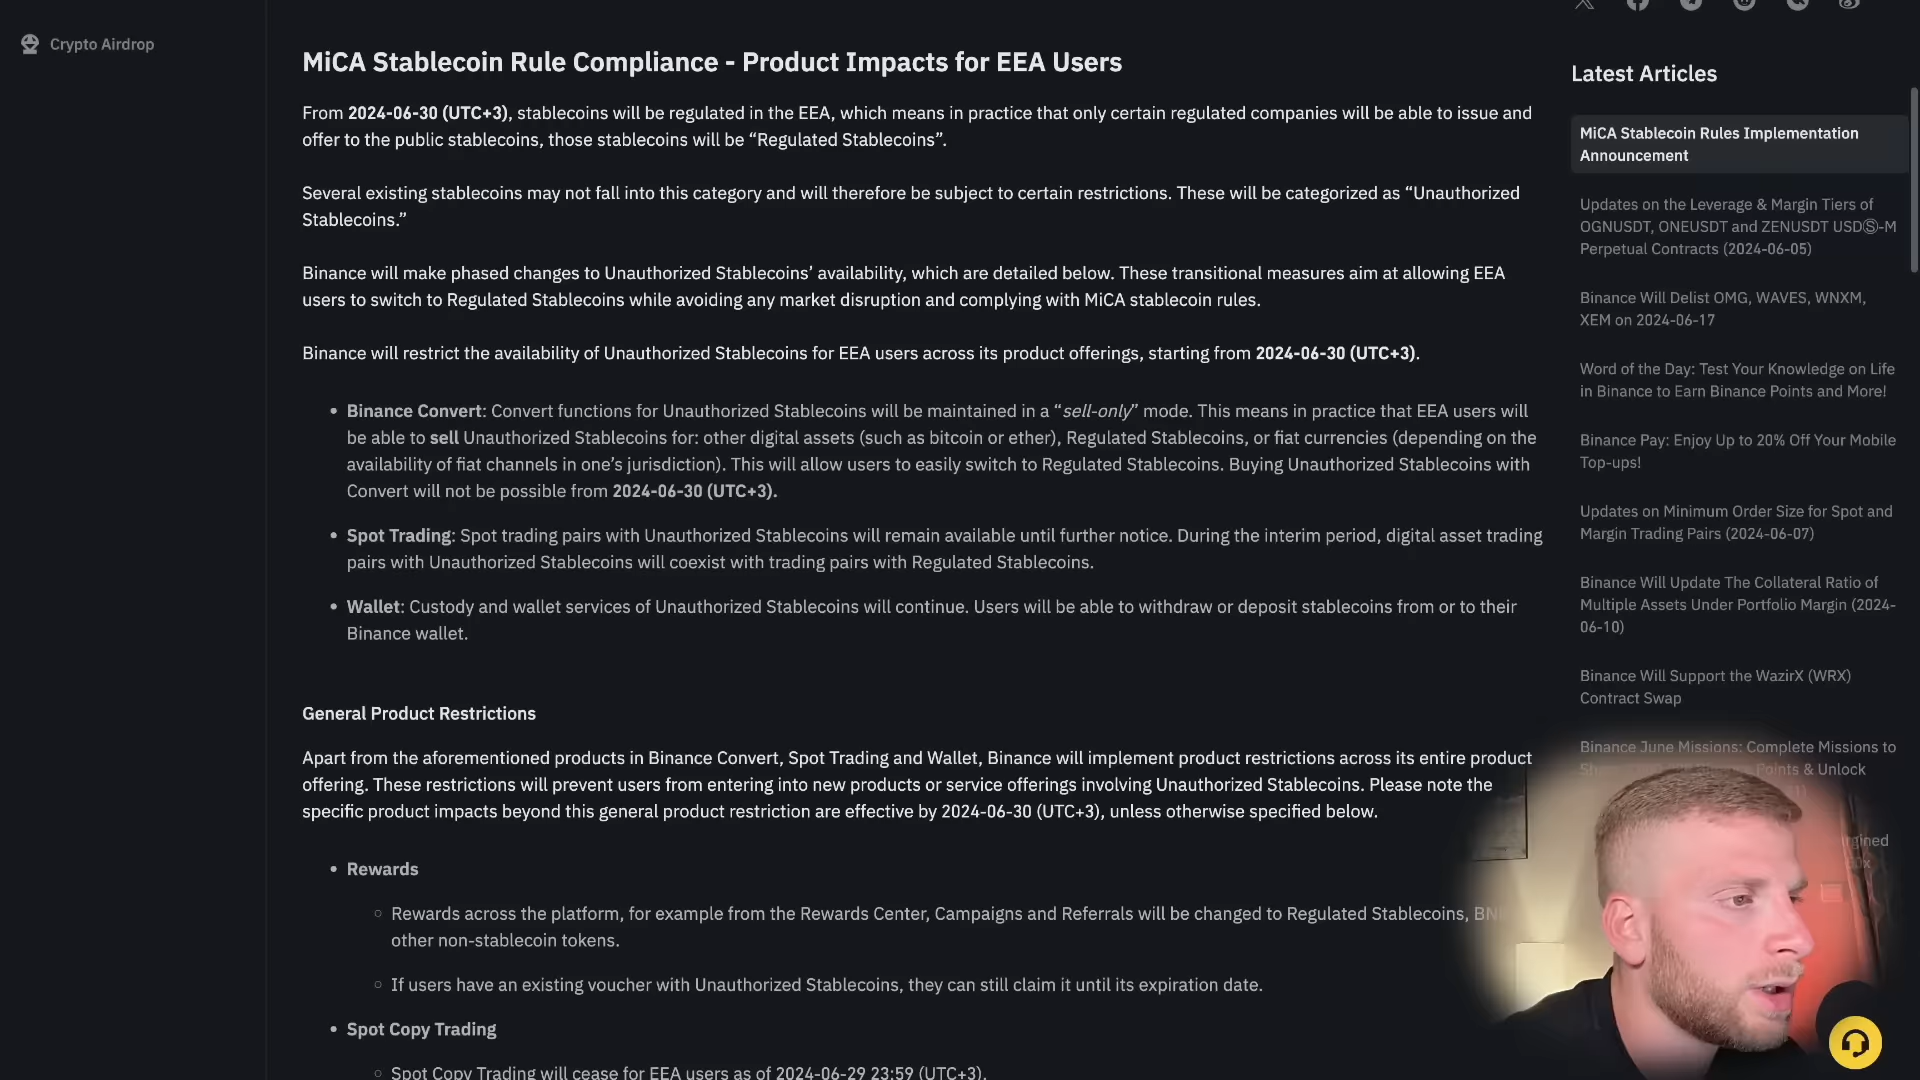 Crypto Airdrop
MiCA Stablecoin Rule Compliance - Product Impacts for EEA Users
From 2024-06-30 (UTC+3), stablecoins will be regulated in the EEA, which means in practice that only certain regulated companies will be able to issue and
offer to the public stablecoins, those stablecoins will be “Regulated Stablecoins”.
Several existing stablecoins may not fall into this category and will therefore be subject to certain restrictions. These will be categorized as “Unauthorized
Stablecoins.”
Binance will make phased changes to Unauthorized Stablecoins’ availability, which are detailed below. These transitional measures aim at allowing EEA
users to switch to Regulated Stablecoins while avoiding any market disruption and complying with MiCA stablecoin rules.
Binance will restrict the availability of Unauthorized Stablecoins for EEA users across its product offerings, starting from 2024-06-30 (UTC+3).
• Binance Convert: Convert functions for Unauthorized Stablecoins will be maintained in a “sell-only” mode. This means in practice that EEA users will
be able to sell Unauthorized Stablecoins for: other digital assets (such as bitcoin or ether), Regulated Stablecoins, or fiat currencies (depending on the
availability of fiat channels in one’s jurisdiction). This will allow users to easily switch to Regulated Stablecoins. Buying Unauthorized Stablecoins with
Convert will not be possible from 2024-06-30 (UTC+3).
• Spot Trading: Spot trading pairs with Unauthorized Stablecoins will remain available until further notice. During the interim period, digital asset trading
pairs with Unauthorized Stablecoins will coexist with trading pairs with Regulated Stablecoins.
• Wallet: Custody and wallet services of Unauthorized Stablecoins will continue. Users will be able to withdraw or deposit stablecoins from or to their
Binance wallet.
General Product Restrictions
Apart from the aforementioned products in Binance Convert, Spot Trading and Wallet, Binance will implement product restrictions across its entire product
offering. These restrictions will prevent users from entering into new products or service offerings involving Unauthorized Stablecoins. Please note the
specific product impacts beyond this general product restriction are effective by 2024-06-30 (UTC+3), unless otherwise specified below.
• Rewards
○ Rewards across the platform, for example from the Rewards Center, Campaigns and Referrals will be changed to Regulated Stablecoins,
other non-stablecoin tokens.
○ If users have an existing voucher with Unauthorized Stablecoins, they can still claim it until its expiration date.
• Spot Copy Trading
○ Spot Copy Trading will cease for EEA users as of 2024-06-29 23:59 (UTC+3).
Latest Articles
MiCA Stablecoin Rules Implementation
Announcement
Updates on the Leverage & Margin Tiers of
OGNUSDT, ONEUSDT and ZENUSDT USDⓈ-M
Perpetual Contracts (2024-06-05)
Binance Will Delist OMG, WAVES, WNXM,
XEM on 2024-06-17
Word of the Day: Test Your Knowledge on Life
in Binance to Earn Binance Points and More!
Binance Pay: Enjoy Up to 20% Off Your Mobile
Top-ups!
Updates on Minimum Order Size for Spot and
Margin Trading Pairs (2024-06-07)
Binance Will Update The Collateral Ratio of
Multiple Assets Under Portfolio Margin (2024-
06-10)
Binance Will Support the WazirX (WRX)
Contract Swap
Binance June Missions: Complete Missions to
Points & Unlock